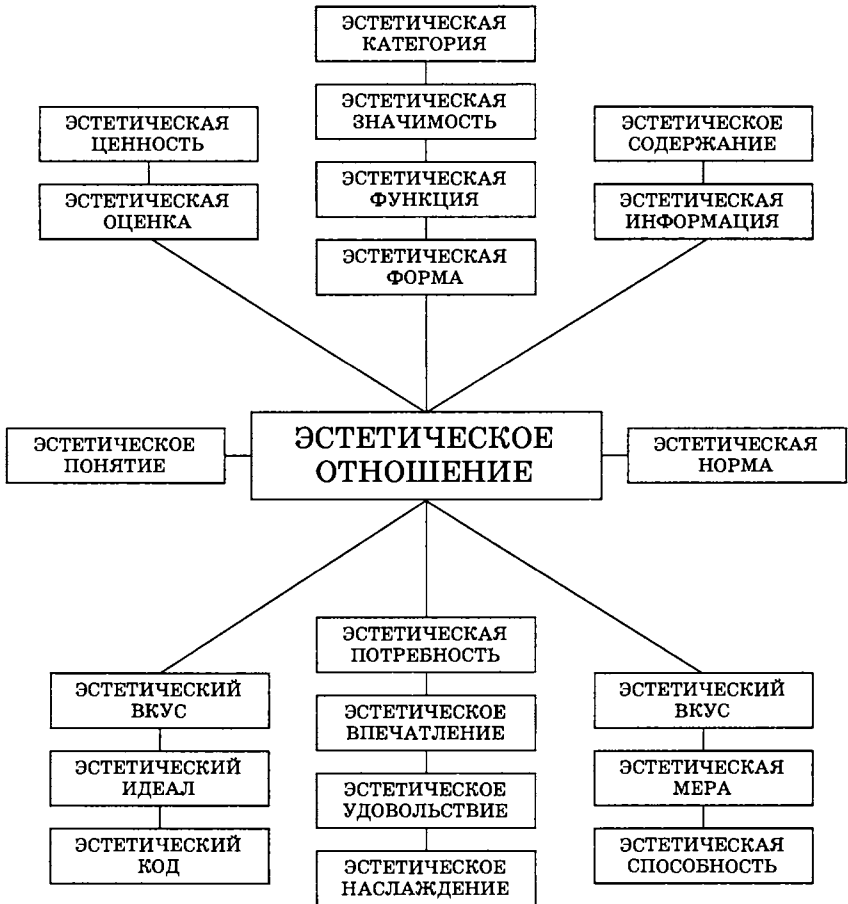 ЭСТЕТИЧЕСКАЯ
КАТЕГОРИЯ
ЭСТЕТИЧЕСКАЯ
ЗНАЧИМОСТЬ
ЭСТЕТИЧЕСКАЯ
ФУНКЦИЯ
ЭСТЕТИЧЕСКАЯ
ФОРМА
ЭСТЕТИЧЕСКАЯ
ЦЕННОСТЬ
ЭСТЕТИЧЕСКАЯ
ОЦЕНКА
ЭСТЕТИЧЕСКОЕ
СОДЕРЖАНИЕ
ЭСТЕТИЧЕСКАЯ
ИНФОРМАЦИЯ
ЭСТЕТИЧЕСКОЕ
ПОНЯТИЕ
ЭСТЕТИЧЕСКОЕ
ОТНОШЕНИЕ
ЭСТЕТИЧЕСКАЯ
НОРМА
ЭСТЕТИЧЕСКИЙ
ВКУС
ЭСТЕТИЧЕСКИЙ
ИДЕАЛ
ЭСТЕТИЧЕСКИЙ
КОД
ЭСТЕТИЧЕСКАЯ
ПОТРЕБНОСТЬ
ЭСТЕТИЧЕСКОЕ
ВПЕЧАТЛЕНИЕ
ЭСТЕТИЧЕСКОЕ
УДОВОЛЬСТВИЕ
ЭСТЕТИЧЕСКОЕ
НАСЛАЖДЕНИЕ
ЭСТЕТИЧЕСКИЙ
ВКУС
ЭСТЕТИЧЕСКАЯ
МЕРА
ЭСТЕТИЧЕСКАЯ
СПОСОБНОСТЬ